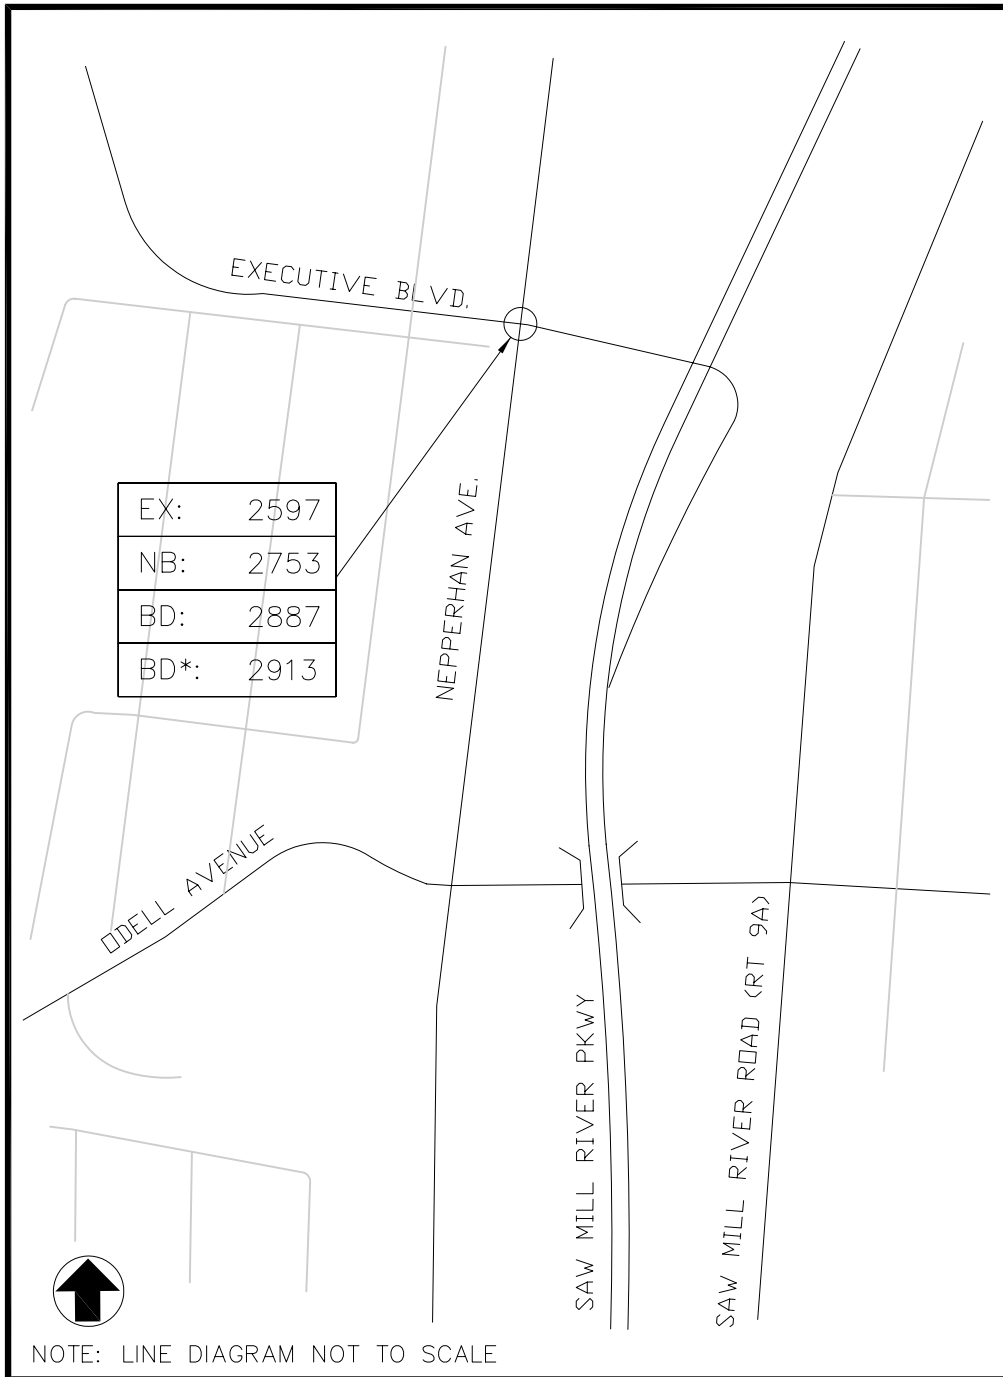 EXECUTIVE BLVD.
EX: 2597
NB: 2753
BD: 2887
BD*: 2913
NEPPERHAN AVE.
ODELL AVENUE
SAW MILL RIVER PKWY
SAW MILL RIVER ROAD (RT 9A)
NOTE: LINE DIAGRAM NOT TO SCALE